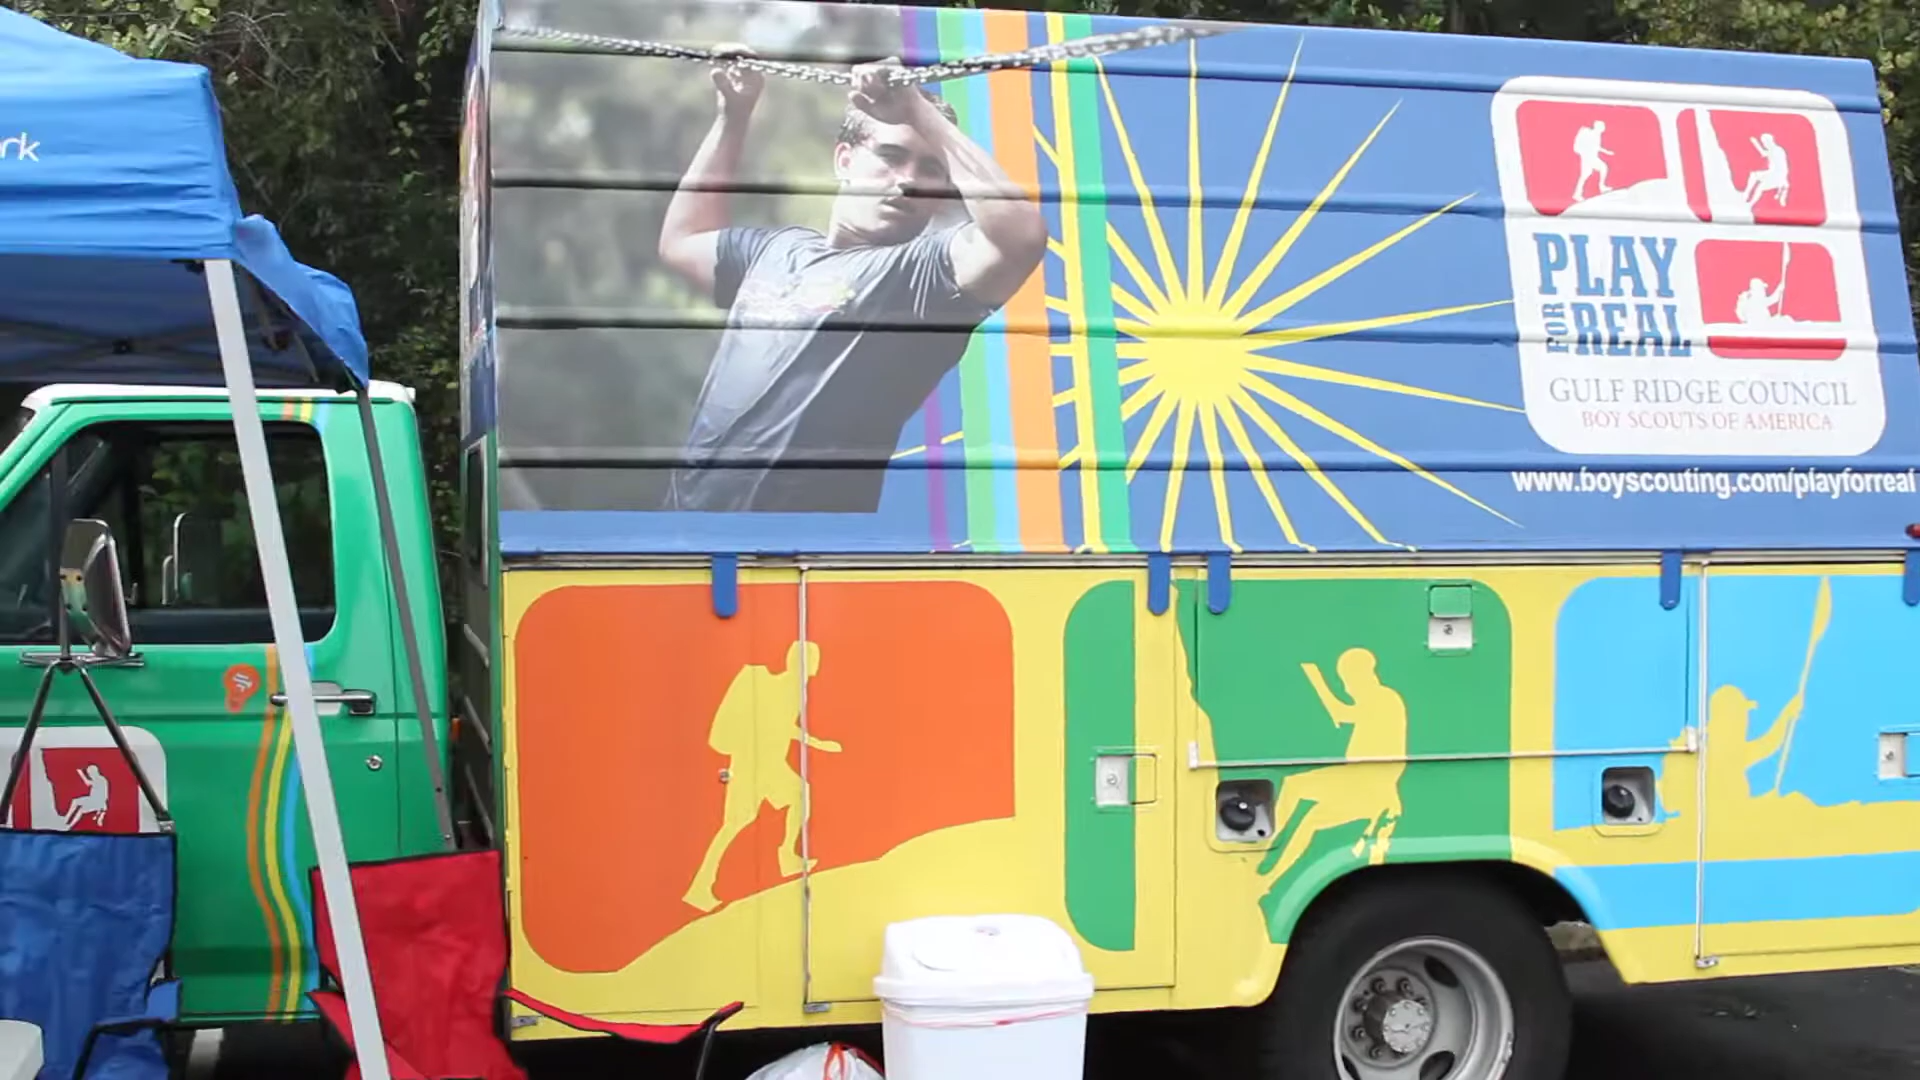 rk
PLAY
FOR
REAL
GULF RIDGE COUNCIL
BOY SCOUTS OF AMERICA
www.boyscouting.com/playforreal